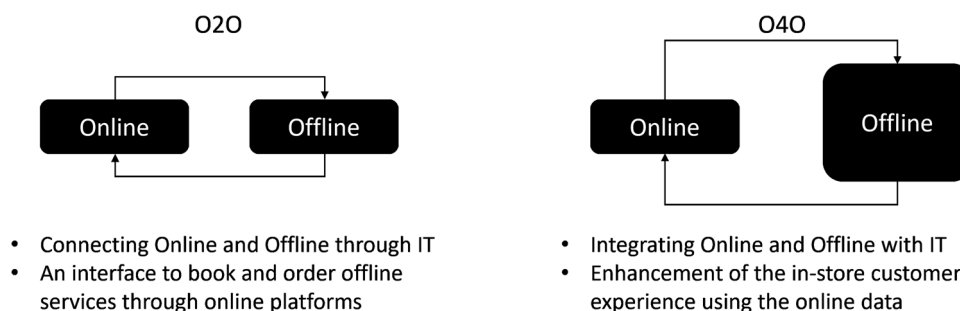 O2O
Online
Offline
• Connecting Online and Offline through IT
• An interface to book and order offline
services through online platforms
O4O
Online
Offline
• Integrating Online and Offline with IT
• Enhancement of the in-store customer
experience using the online data